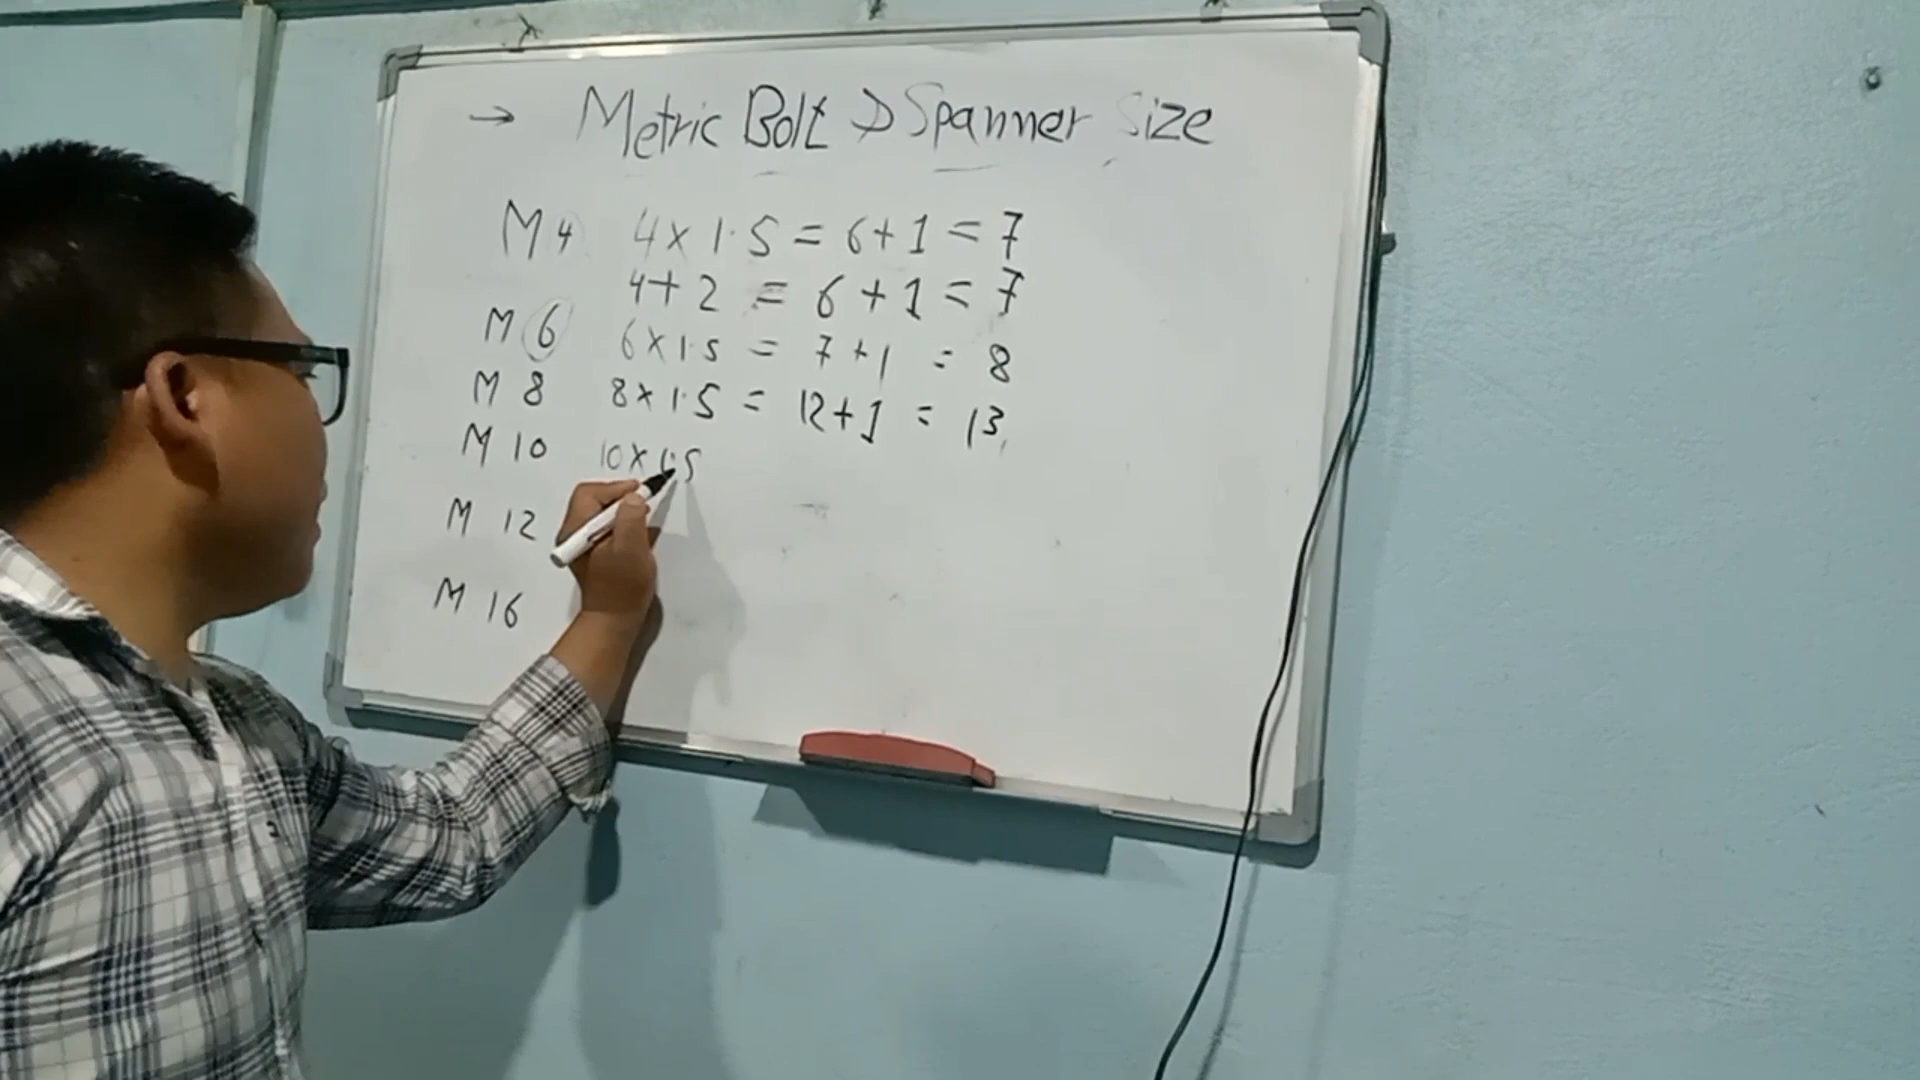 → Metric Bolt > Spanner Size
M 4 4 x 1.5 = 6+1 = 7
4+2 = 6+1 = 7
M 6 6 x 1.5 = 7+1 = 8
M 8 8 x 1.5 = 12+1 = 13
M 10 10 x 1.5
M 12
M 16